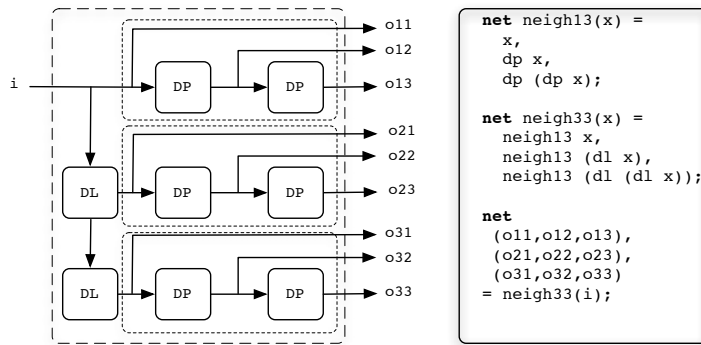 o11
o12
i
DP
DP
o13
o21
o22
DL
DP
DP
o23
o31
o32
DL
DP
DP
o33
net neigh13(x) =
x,
dp x,
dp (dp x);
net neigh33(x) =
neigh13 x,
neigh13 (dl x),
neigh13 (dl (dl x));
net
(o11,o12,o13),
(o21,o22,o23),
(o31,o32,o33)
= neigh33(i);